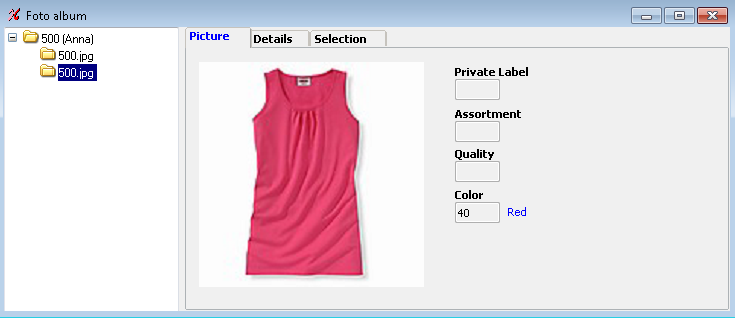 Foto album
500 (Anna)
500.jpg
500.jpg
Picture
Details
Selection
Private Label
Assortment
Quality
Color
40 Red